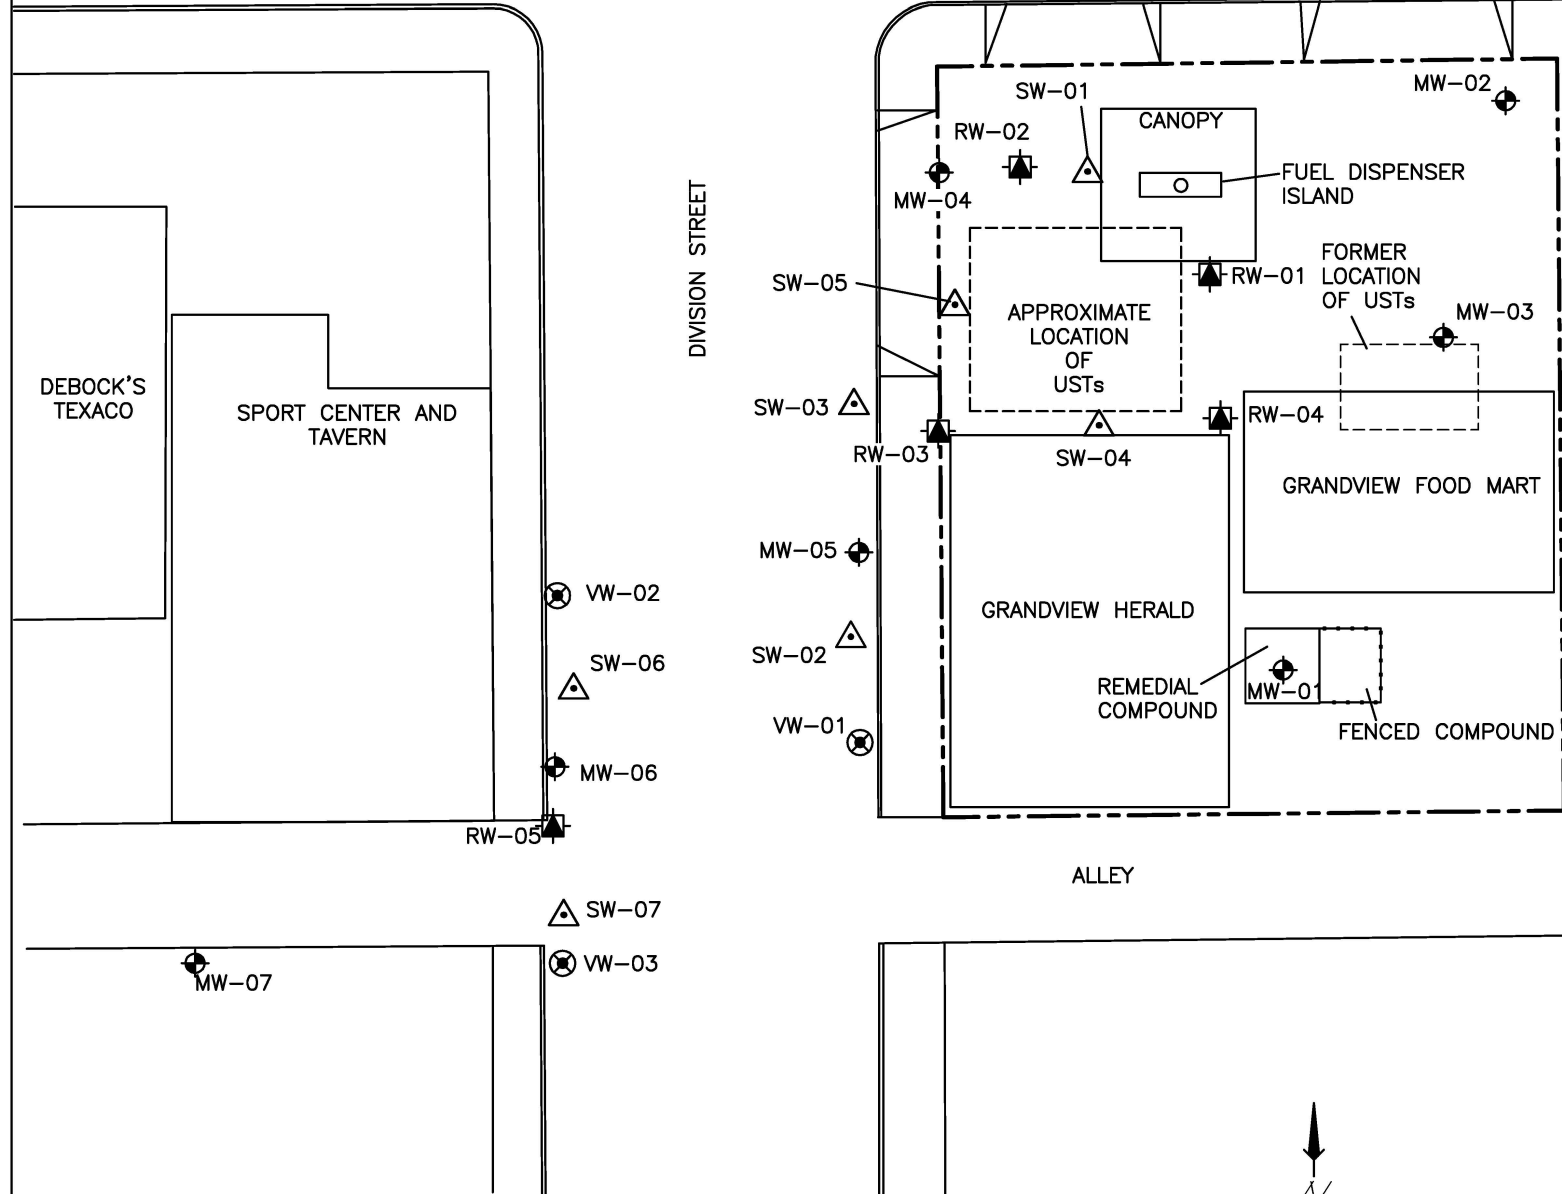 MW-02
SW-01
CANOPY
RW-02
FUEL DISPENSER
ISLAND
MW-04
DIVISION STREET
FORMER
LOCATION
OF USTs
RW-01
SW-05
APPROXIMATE
LOCATION
OF
USTs
MW-03
DEBOCK'S
TEXACO
SPORT CENTER AND
TAVERN
SW-03
RW-03
SW-04
RW-04
GRANDVIEW FOOD MART
MW-05
VW-02
GRANDVIEW HERALD
SW-02
SW-06
REMEDIAL
COMPOUND
MW-01
FENCED COMPOUND
VW-01
MW-06
RW-05
ALLEY
SW-07
VW-03
MW-07